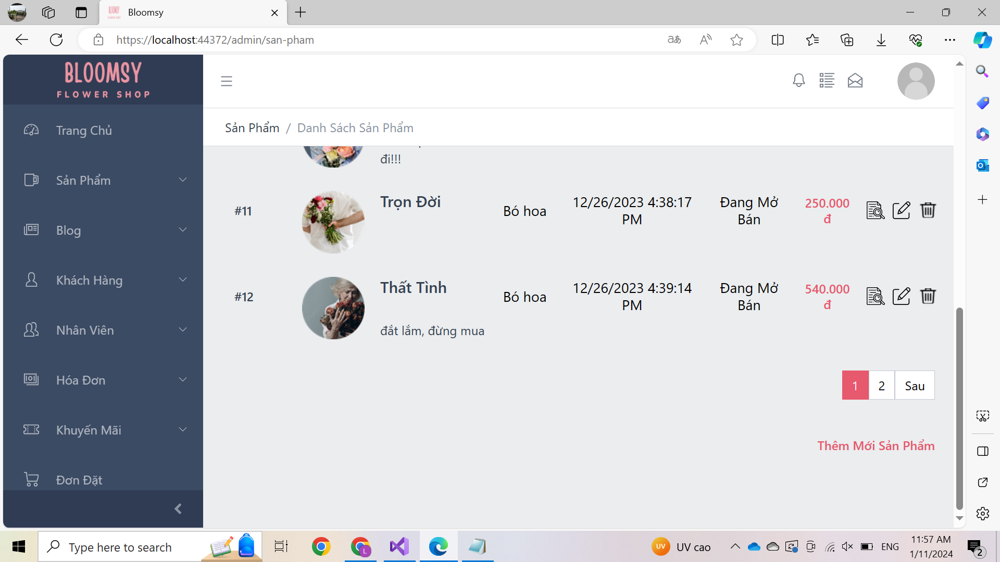 Bloomsy
https://localhost:44372/admin/san-pham
BLOOMSY
FLOWER SHOP
Trang Chủ
Sản Phẩm
Blog
Khách Hàng
Nhân Viên
Hóa Đơn
Khuyến Mãi
Đơn Đặt
Sản Phẩm / Danh Sách Sản Phẩm
đi!!!
#11
Trọn Đời
Bó hoa
12/26/2023 4:38:17
PM
Đang Mở
Bán
250.000
đ
#12
Thất Tình
đắt lắm, đừng mua
Bó hoa
12/26/2023 4:39:14
PM
Đang Mở
Bán
540.000
đ
1 2 Sau
Thêm Mới Sản Phẩm
Type here to search
UV
UV cao
ENG
11:57 AM
1/11/2024
2